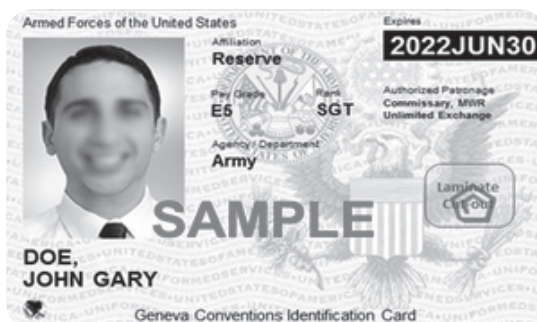 Armed Forces of the United States
Expires
2022JUN30
Affiliation
Reserve
Pay Grade
E5
Rank
SGT
Agency / Department
Army
Authorized Patronage
Commissary, MWR
Unlimited Exchange
Laminate
Cut-out
SAMPLE
DOE,
JOHN GARY
Geneva Conventions Identification Card